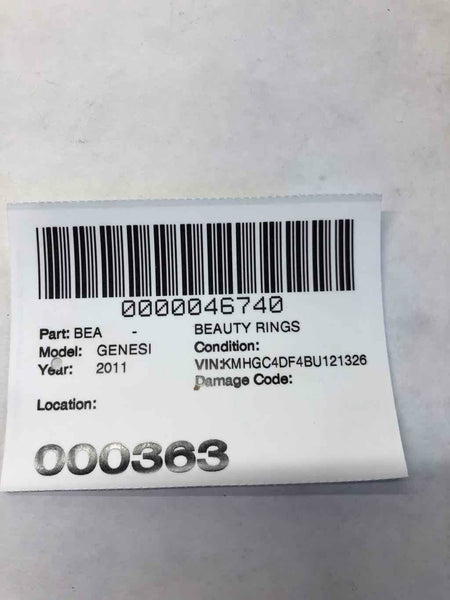 0000046740
Part: BEA - BEAUTY RINGS
Model: GENESI Condition:
Year: 2011 VIN:KMHGC4DF4BU121326
Damage Code:
Location:
000363